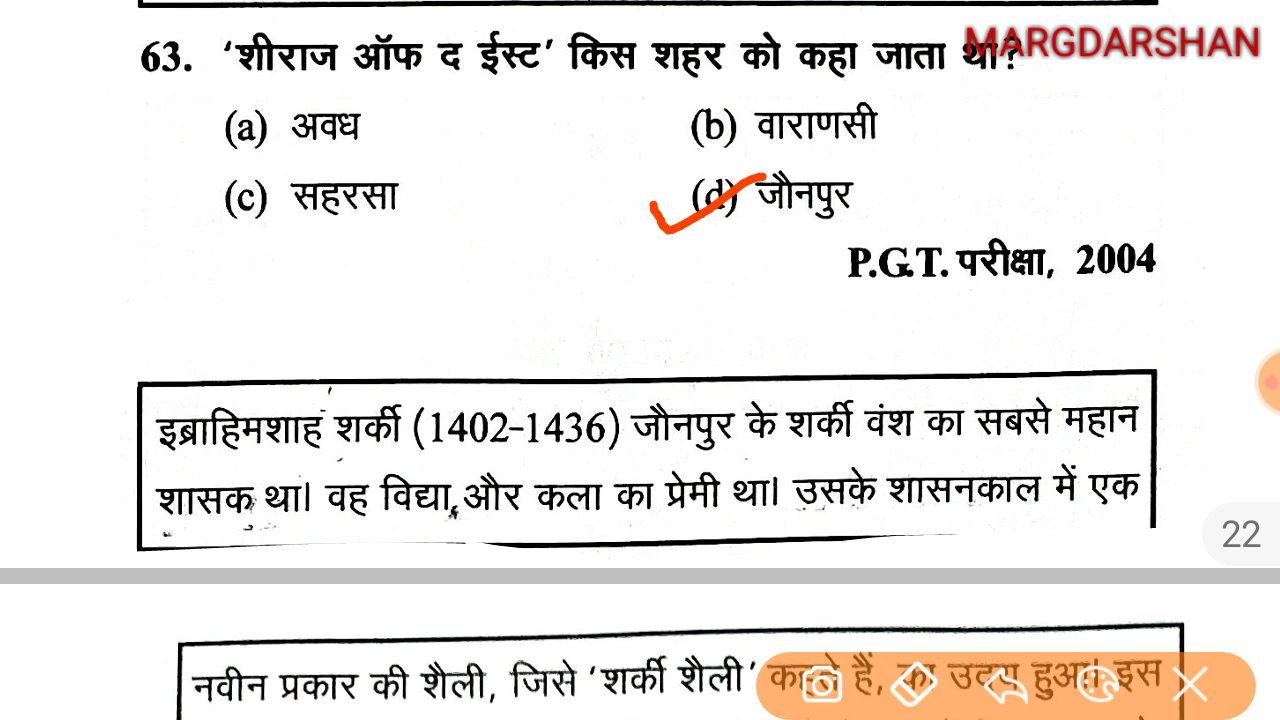 MARGDARSHAN
63. ‘शीराज ऑफ द ईस्ट’ किस शहर को कहा जाता था?
(a) अवध (b) वाराणसी
(c) सहरसा (d) जौनपुर
P.G.T. परीक्षा, 2004
इब्राहिमशाह शर्की (1402-1436) जौनपुर के शर्की वंश का सबसे महान
शासक था। वह विद्या और कला का प्रेमी था। उसके शासनकाल में एक
22
नवीन प्रकार की शैली, जिसे ‘शर्की शैली’ कहते हैं, का उदय हुआ। इस